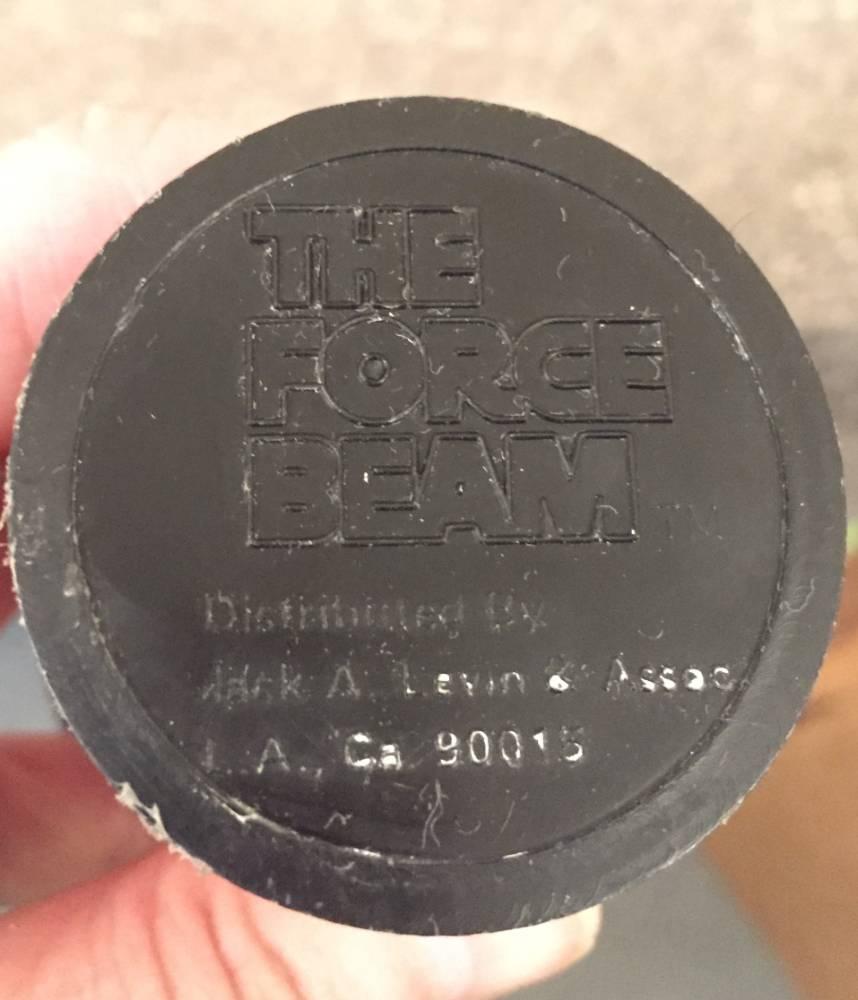 THE
FORCE
BEAM TM
Distributed By
Jack A. Levin & Assoc.
L.A., Ca 90015